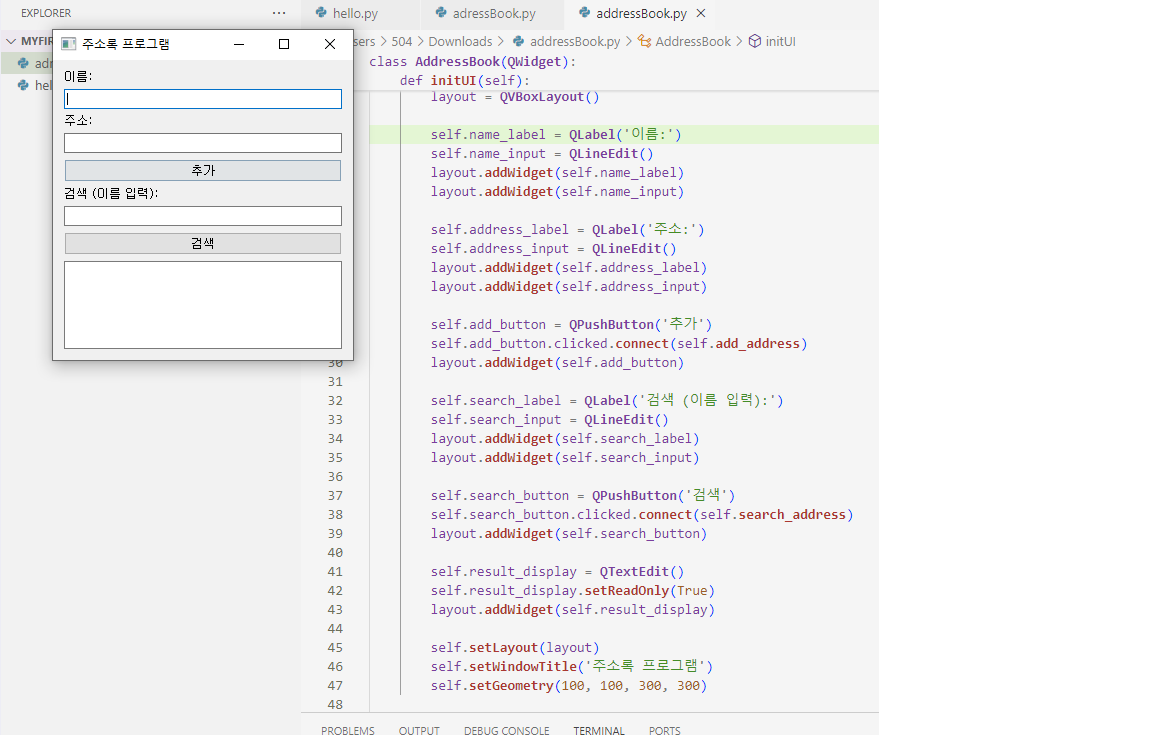 EXPLORER
···
hello.py
adressBook.py
addressBook.py
MYFIR
adr
hel
sers > 504 > Downloads > addressBook.py > AddressBook > initUI
주소록 프로그램
이름:
주소:
추가
검색 (이름 입력):
검색
class AddressBook(QWidget):
def initUI(self):
layout = QVBoxLayout()
self.name_label = QLabel('이름:')
self.name_input = QLineEdit()
layout.addWidget(self.name_label)
layout.addWidget(self.name_input)
self.address_label = QLabel('주소:')
self.address_input = QLineEdit()
layout.addWidget(self.address_label)
layout.addWidget(self.address_input)
self.add_button = QPushButton('추가')
self.add_button.clicked.connect(self.add_address)
30 layout.addWidget(self.add_button)
31
32 self.search_label = QLabel('검색 (이름 입력):')
33 self.search_input = QLineEdit()
34 layout.addWidget(self.search_label)
35 layout.addWidget(self.search_input)
36
37 self.search_button = QPushButton('검색')
38 self.search_button.clicked.connect(self.search_address)
39 layout.addWidget(self.search_button)
40
41 self.result_display = QTextEdit()
42 self.result_display.setReadOnly(True)
43 layout.addWidget(self.result_display)
44
45 self.setLayout(layout)
46 self.setWindowTitle('주소록 프로그램')
47 self.setGeometry(100, 100, 300, 300)
48
PROBLEMS OUTPUT DEBUG CONSOLE TERMINAL PORTS